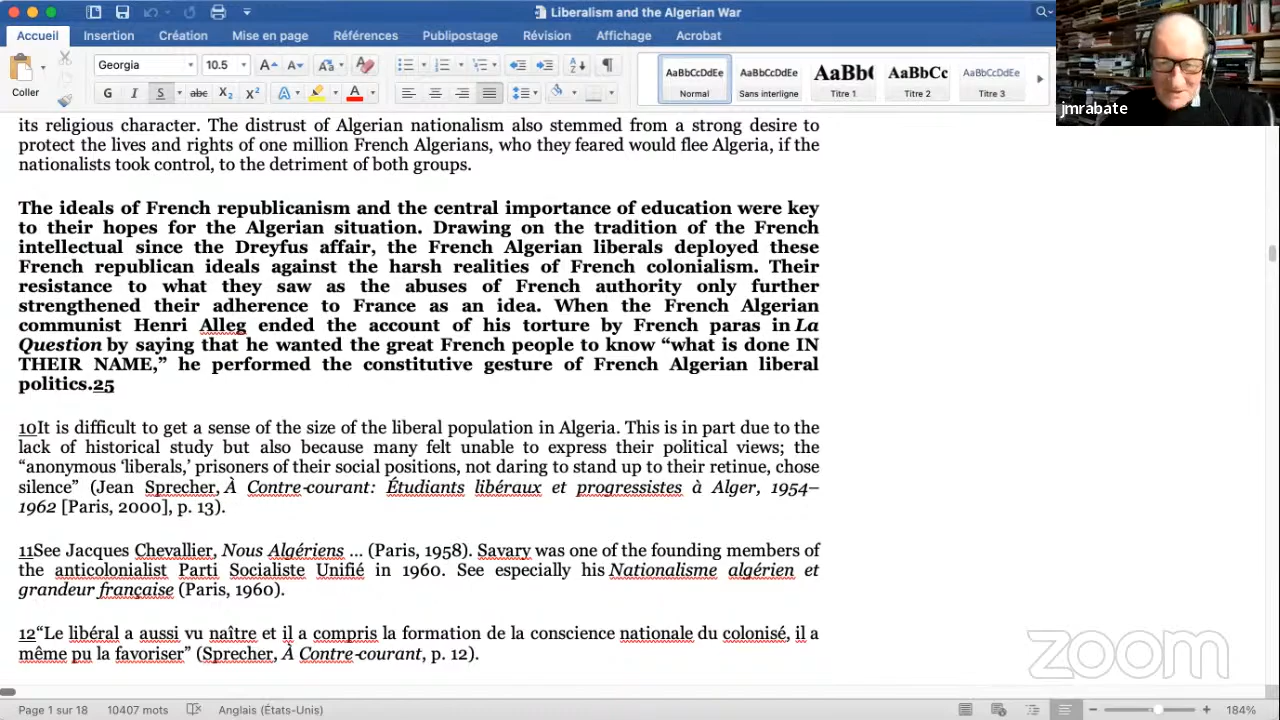 Liberalism and the Algerian War
Accueil Insertion Création Mise en page Références Publipostage Révision Affichage Acrobat
Coller
Georgia 10.5
AaBbCcDdEe AaBbCcDdEe AaBb( AaBbCc AaBbCcDdEe
Normal Sans interligne Titre 1 Titre 2 Titre 3
jmrabate
its religious character. The distrust of Algerian nationalism also stemmed from a strong desire to
protect the lives and rights of one million French Algerians, who they feared would flee Algeria, if the
nationalists took control, to the detriment of both groups.
The ideals of French republicanism and the central importance of education were key
to their hopes for the Algerian situation. Drawing on the tradition of the French
intellectual since the Dreyfus affair, the French Algerian liberals deployed these
French republican ideals against the harsh realities of French colonialism. Their
resistance to what they saw as the abuses of French authority only further
strengthened their adherence to France as an idea. When the French Algerian
communist Henri Alleg ended the account of his torture by French paras in La
Question by saying that he wanted the great French people to know “what is done IN
THEIR NAME,” he performed the constitutive gesture of French Algerian liberal
politics.25
10It is difficult to get a sense of the size of the liberal population in Algeria. This is in part due to the
lack of historical study but also because many felt unable to express their political views; the
“anonymous ‘liberals,’ prisoners of their social positions, not daring to stand up to their retinue, chose
silence” (Jean Sprecher, À Contre-courant: Étudiants libéraux et progressistes à Alger, 1954–
1962 [Paris, 2000], p. 13).
11See Jacques Chevallier, Nous Algériens ... (Paris, 1958). Savary was one of the founding members of
the anticolonialist Parti Socialiste Unifié in 1960. See especially his Nationalisme algérien et
grandeur française (Paris, 1960).
12“Le libéral a aussi vu naître et il a compris la formation de la conscience nationale du colonisé, il a
même pu la favoriser” (Sprecher, À Contre-courant, p. 12).
zoom
Page 1 sur 18 10407 mots Anglais (États-Unis) 184%